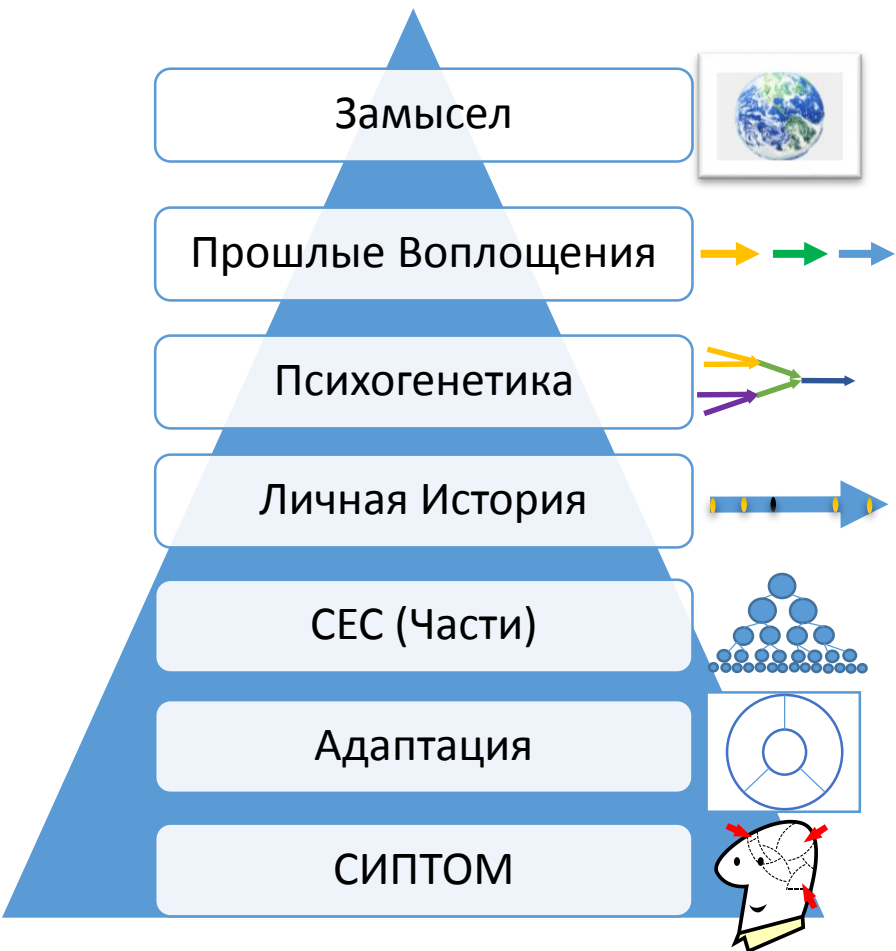 Замысел
Прошлые Воплощения
Психогенетика
Личная История
СЕС (Части)
Адаптация
СИПТОМ